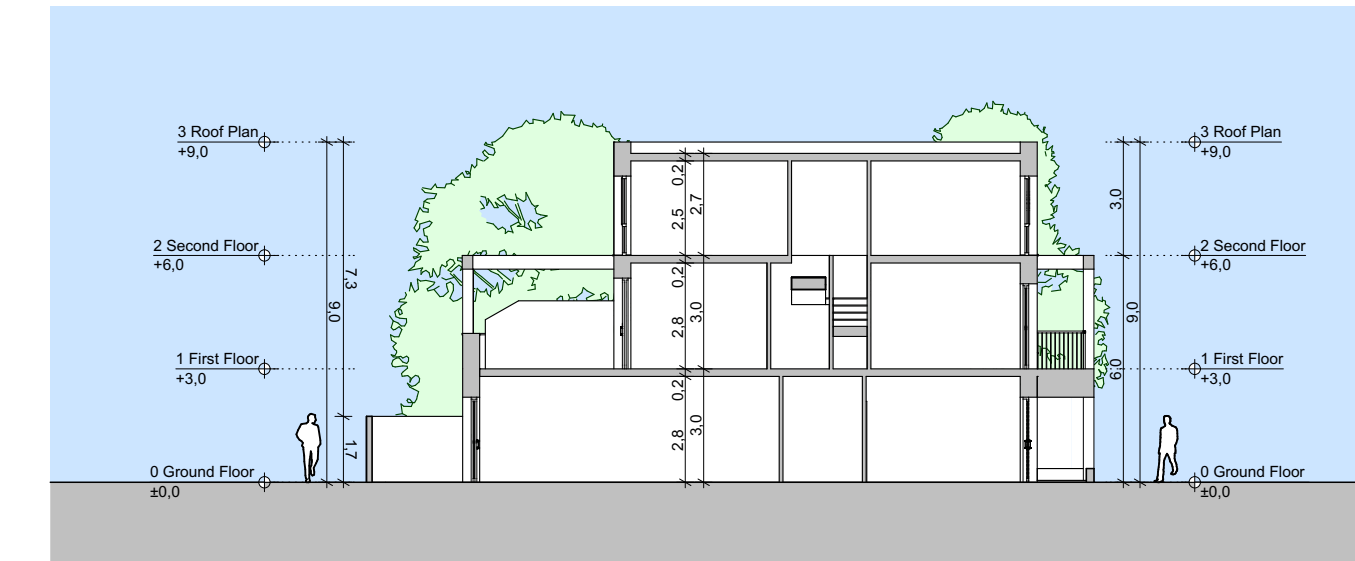 3 Roof Plan
+9,0
2 Second Floor
+6,0
1 First Floor
+3,0
0 Ground Floor
±0,0
9,0
7,3
1,7
0,2
2,5
2,7
0,2
2,8
3,0
0,2
2,8
3,0
3,0
6,0
9,0
3 Roof Plan
+9,0
2 Second Floor
+6,0
1 First Floor
+3,0
0 Ground Floor
±0,0